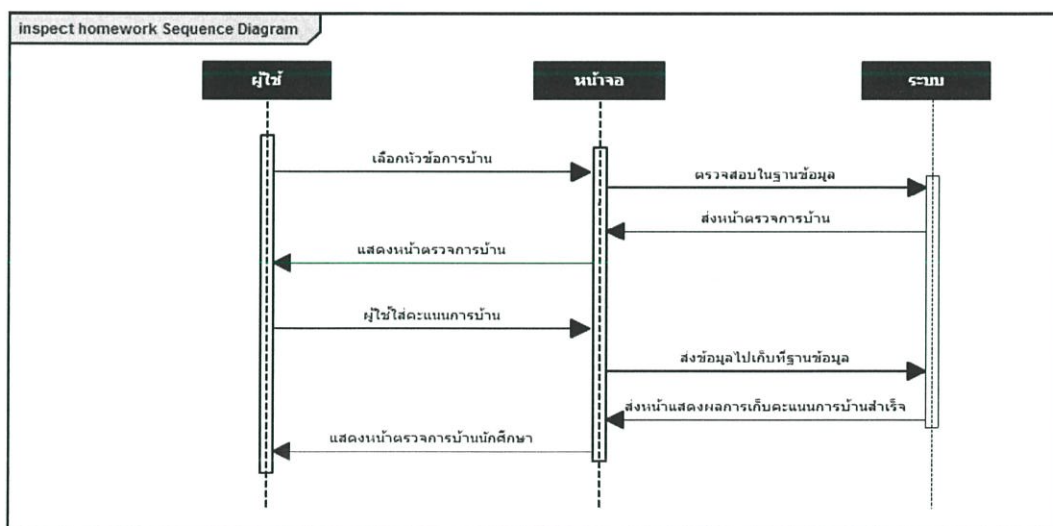 inspect homework Sequence Diagram
ผู้ใช้
หน้าจอ
ระบบ
เลือกหัวข้อการบ้าน
ตรวจสอบในฐานข้อมูล
ส่งหน้าตรวจการบ้าน
แสดงหน้าตรวจการบ้าน
ผู้ใช้ใส่คะแนนการบ้าน
ส่งข้อมูลไปเก็บที่ฐานข้อมูล
ส่งหน้าแสดงผลการเก็บคะแนนการบ้านสำเร็จ
แสดงหน้าตรวจการบ้านนักศึกษา